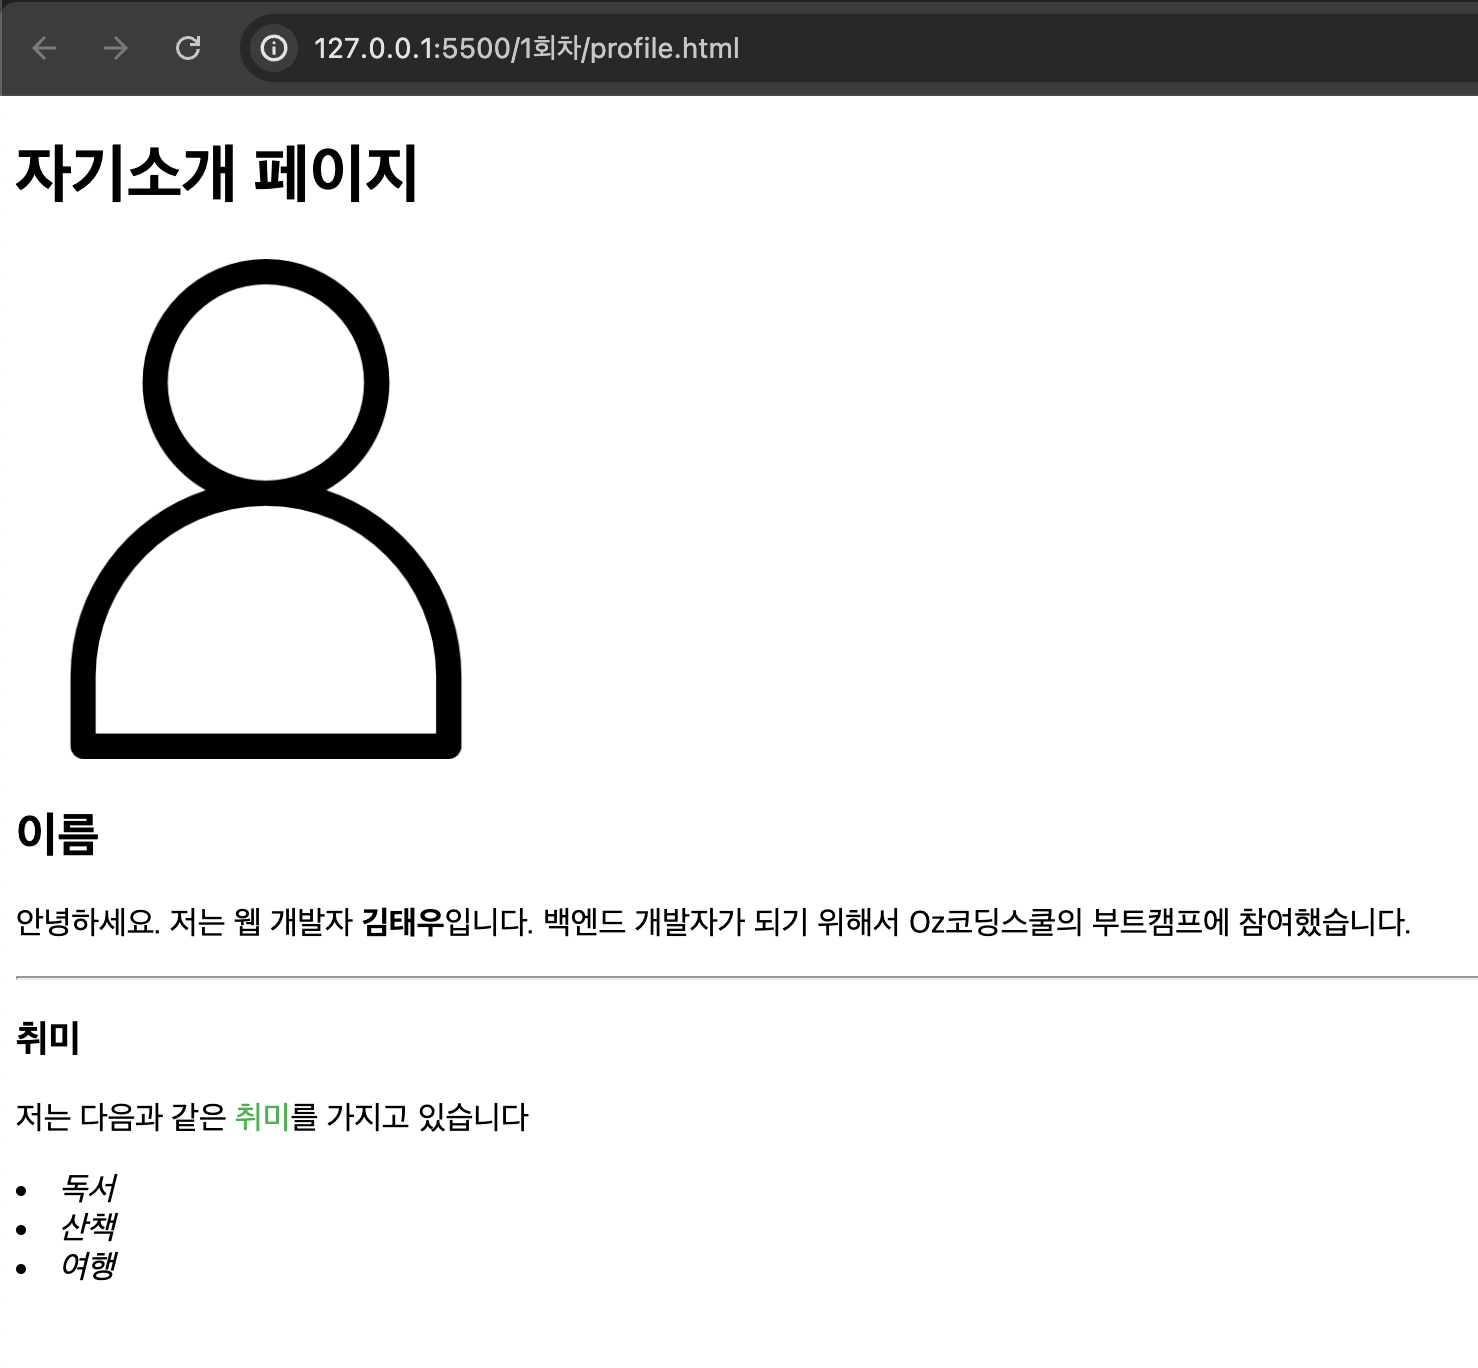 127.0.0.1:5500/1회차/profile.html
자기소개 페이지
이름
안녕하세요. 저는 웹 개발자 김태우입니다. 백엔드 개발자가 되기 위해서 Oz코딩스쿨의 부트캠프에 참여했습니다.
취미
저는 다음과 같은 취미를 가지고 있습니다
• 독서
• 산책
• 여행